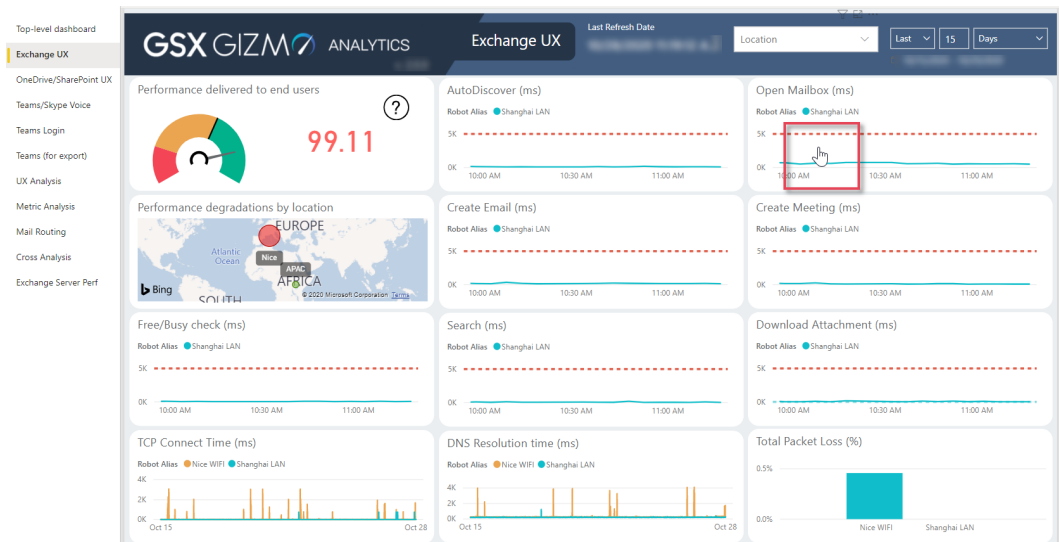 Top-level dashboard
Exchange UX
OneDrive/SharePoint UX
Teams/Skype Voice
Teams Login
Teams (for export)
UX Analysis
Metric Analysis
Mail Routing
Cross Analysis
Exchange Server Perf
GSX GIZMO ANALYTICS
Exchange UX
Last Refresh Date
Location
Last 15 Days
Performance delivered to end users
?
99.11
AutoDiscover (ms)
Robot Alias Shanghai LAN
5K
0K
10:00 AM 10:30 AM 11:00 AM
Open Mailbox (ms)
Robot Alias Shanghai LAN
5K
0K
10:00 AM 10:30 AM 11:00 AM
Performance degradations by location
EUROPE
Atlantic
Ocean
Nice
APAC
AFRICA
Bing
SOUTH
© 2020 Microsoft Corporation Terms
Create Email (ms)
Robot Alias Shanghai LAN
5K
0K
10:00 AM 10:30 AM 11:00 AM
Create Meeting (ms)
Robot Alias Shanghai LAN
5K
0K
10:00 AM 10:30 AM 11:00 AM
Free/Busy check (ms)
Robot Alias Shanghai LAN
5K
0K
10:00 AM 10:30 AM 11:00 AM
Search (ms)
Robot Alias Shanghai LAN
5K
0K
10:00 AM 10:30 AM 11:00 AM
Download Attachment (ms)
Robot Alias Shanghai LAN
5K
0K
10:00 AM 10:30 AM 11:00 AM
TCP Connect Time (ms)
Robot Alias Nice WIFI Shanghai LAN
4K
2K
0K
Oct 15 Oct 28
DNS Resolution time (ms)
Robot Alias Nice WIFI Shanghai LAN
4K
2K
0K
Oct 15 Oct 28
Total Packet Loss (%)
0.5%
0.0%
Nice WIFI Shanghai LAN